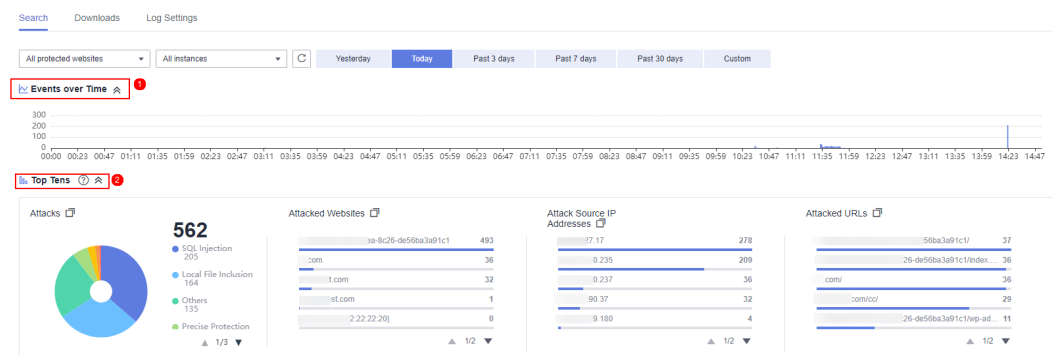 Search Downloads Log Settings
All protected websites All instances Yesterday Today Past 3 days Past 7 days Past 30 days Custom
Events over Time 1
300
200
100
0
00:00 00:23 00:47 01:11 01:35 01:59 02:23 02:47 03:11 03:35 03:59 04:23 04:47 05:11 05:35 05:59 06:23 06:47 07:11 07:35 07:59 08:23 08:47 09:11 09:35 09:59 10:23 10:47 11:11 11:35 11:59 12:23 12:47 13:11 13:35 13:59 14:23 14:47
Top Tens ? 2
Attacks
562
SQL Injection
205
Local File Inclusion
164
Others
135
Precise Protection
1/3
Attacked Websites
8c26-de56ba3a91c1 493
com 36
t.com 32
st.com 1
2:22:22:20] 0
1/2
Attack Source IP
Addresses
27.17 278
0.235 209
0.237 36
90.37 32
9.180 4
1/2
Attacked URLs
56ba3a91c1/ 37
26-de56ba3a91c1/index... 36
com/ 36
com/cc/ 29
26-de56ba3a91c1/wp-ad... 11
1/2